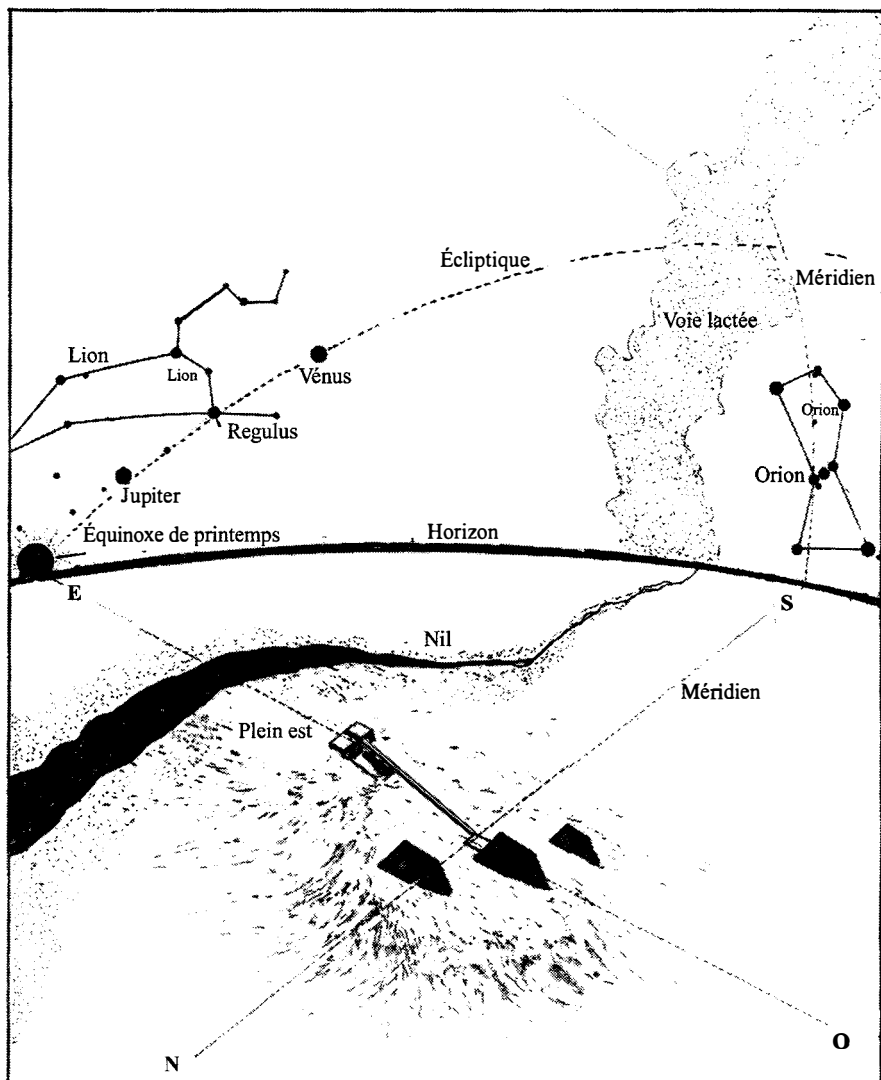 Écliptique
Méridien
Voie lactée
Lion
Lion
Vénus
Orion
Regulus
Orion
Jupiter
Équinoxe de printemps
Horizon
E
S
Nil
Méridien
Plein est
N
O